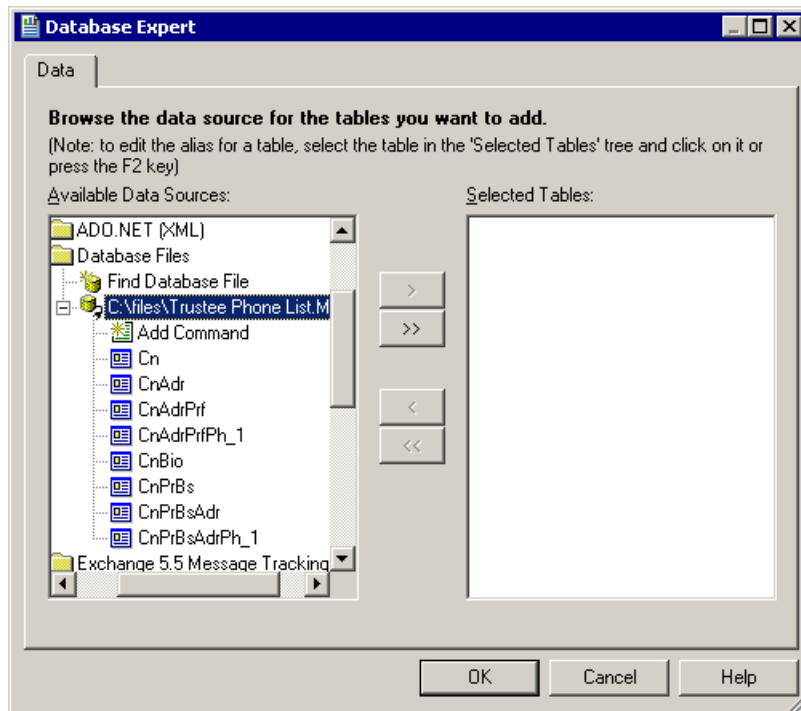 Database Expert
Data
Browse the data source for the tables you want to add.
(Note: to edit the alias for a table, select the table in the 'Selected Tables' tree and click on it or
press the F2 key)
Available Data Sources:
Selected Tables:
ADO.NET (XML)
Database Files
Find Database File
C:\files\Trustee Phone List.M
Add Command
Cn
CnAdr
CnAdrPrf
CnAdrPrfPh_1
CnBio
CnPrBs
CnPrBsAdr
CnPrBsAdrPh_1
Exchange 5.5 Message Tracking
>
>>
<
<<
OK
Cancel
Help